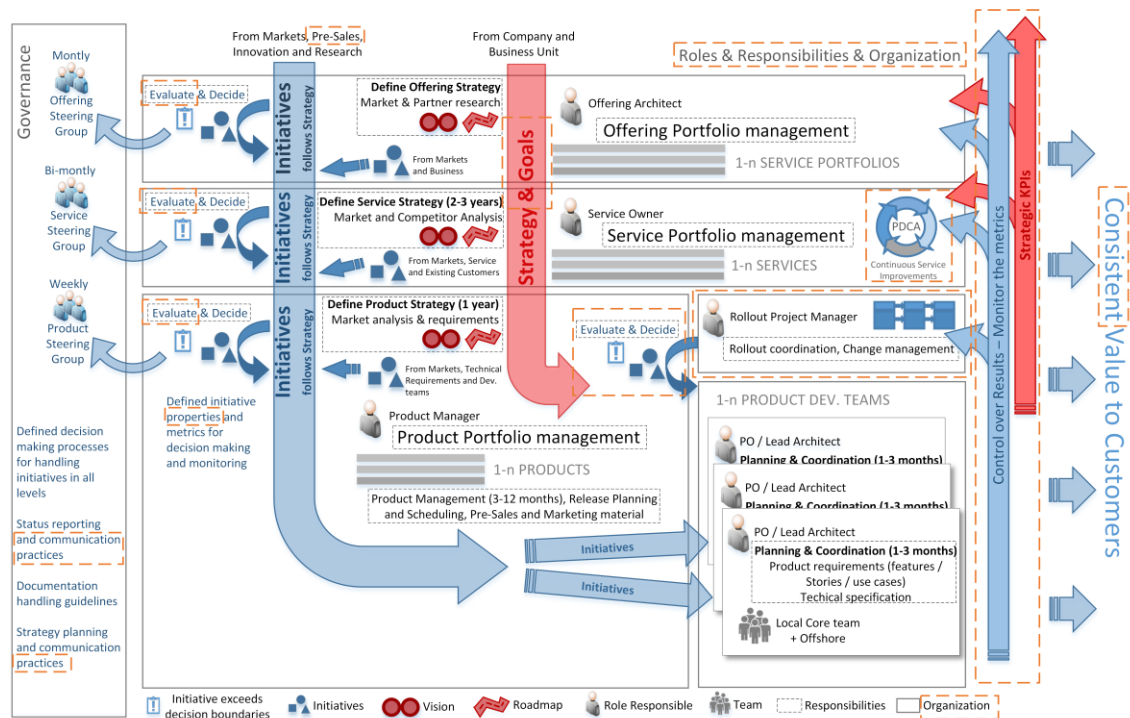 Governance
Montly
Offering
Steering
Group
Bi-montly
Service
Steering
Group
Weekly
Product
Steering
Group
Defined decision
making processes
for handling
initiatives in all
levels
Status reporting
and communication
practices
Documentation
handling guidelines
Strategy planning
and communication
practices
From Markets, Pre-Sales,
Innovation and Research
From Company and
Business Unit
Roles & Responsibilities & Organization
Evaluate & Decide
Initiatives
follows Strategy
Define Offering Strategy
Market & Partner research
From Markets
and Business
Strategy & Goals
Offering Architect
Offering Portfolio management
1-n SERVICE PORTFOLIOS
Evaluate & Decide
Initiatives
follows Strategy
Define Service Strategy (2-3 years)
Market and Competitor Analysis
From Markets, Service
and Existing Customers
Service Owner
Service Portfolio management
1-n SERVICES
PDCA
Continuous Service
Improvements
Evaluate & Decide
Initiatives
follows Strategy
Define Product Strategy (1 year)
Market analysis & requirements
From Markets, Technical
Requirements and Dev.
teams
Defined initiative
properties and
metrics for
decision making
and monitoring
Product Manager
Product Portfolio management
1-n PRODUCTS
Product Management (3-12 months), Release Planning
and Scheduling, Pre-Sales and Marketing material
Initiatives
Initiatives
Evaluate & Decide
Rollout Project Manager
Rollout coordination, Change management
1-n PRODUCT DEV. TEAMS
PO / Lead Architect
Planning & Coordination (1-3 months)
PO / Lead Architect
Planning & Coordination (1-3 months)
PO / Lead Architect
Planning & Coordination (1-3 months)
Product requirements (features /
Stories / use cases)
Techical specification
Local Core team
+ Offshore
Control over Results – Monitor the metrics
Strategic KPIs
Consistent Value to Customers
Initiative exceeds
decision boundaries
Initiatives
Vision
Roadmap
Role Responsible
Team
Responsibilities
Organization